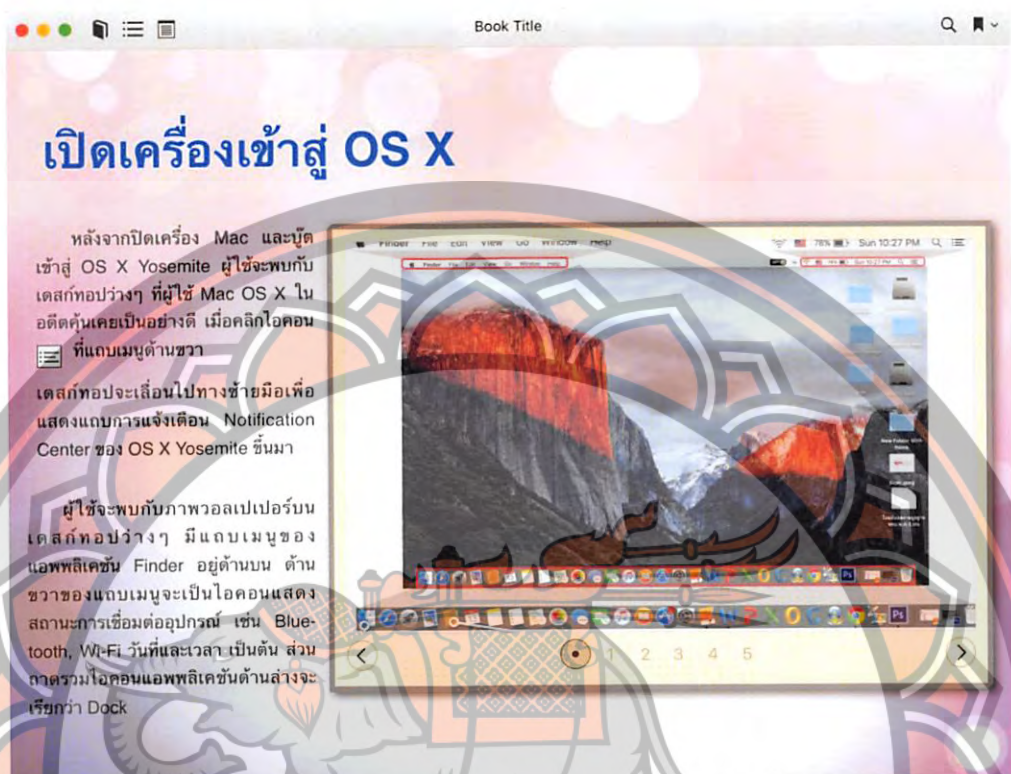 Book Title
เปิดเครื่องเข้าสู่ OS X
หลังจากปิดเครื่อง Mac และบู๊ต
เข้าสู่ OS X Yosemite ผู้ใช้จะพบกับ
เดสก์ทอปว่างๆ ที่ผู้ใช้ Mac OS X ใน
อดีตคุ้นเคยเป็นอย่างดี เมื่อคลิกไอคอน
ที่แถบเมนูด้านขวา
เดสก์ทอปจะเลื่อนไปทางซ้ายมือเพื่อ
แสดงแถบการแจ้งเตือน Notification
Center ของ OS X Yosemite ขึ้นมา
ผู้ใช้จะพบกับภาพวอลเปเปอร์บน
เดสก์ทอปว่างๆ มีแถบเมนูของ
แอพพลิเคชัน Finder อยู่ด้านบน ด้าน
ขวาของแถบเมนูจะเป็นไอคอนแสดง
สถานะการเชื่อมต่ออุปกรณ์ เช่น Blue-
tooth, Wi-Fi วันที่และเวลา เป็นต้น ส่วน
ถาดรวมไอคอนแอพพลิเคชันด้านล่างจะ
เรียกว่า Dock
Finder File Edit View Go Window Help 78% Sun 10:27 PM
Finder File Edit View Go Window Help 78% Sun 10:27 PM
1 2 3 4 5